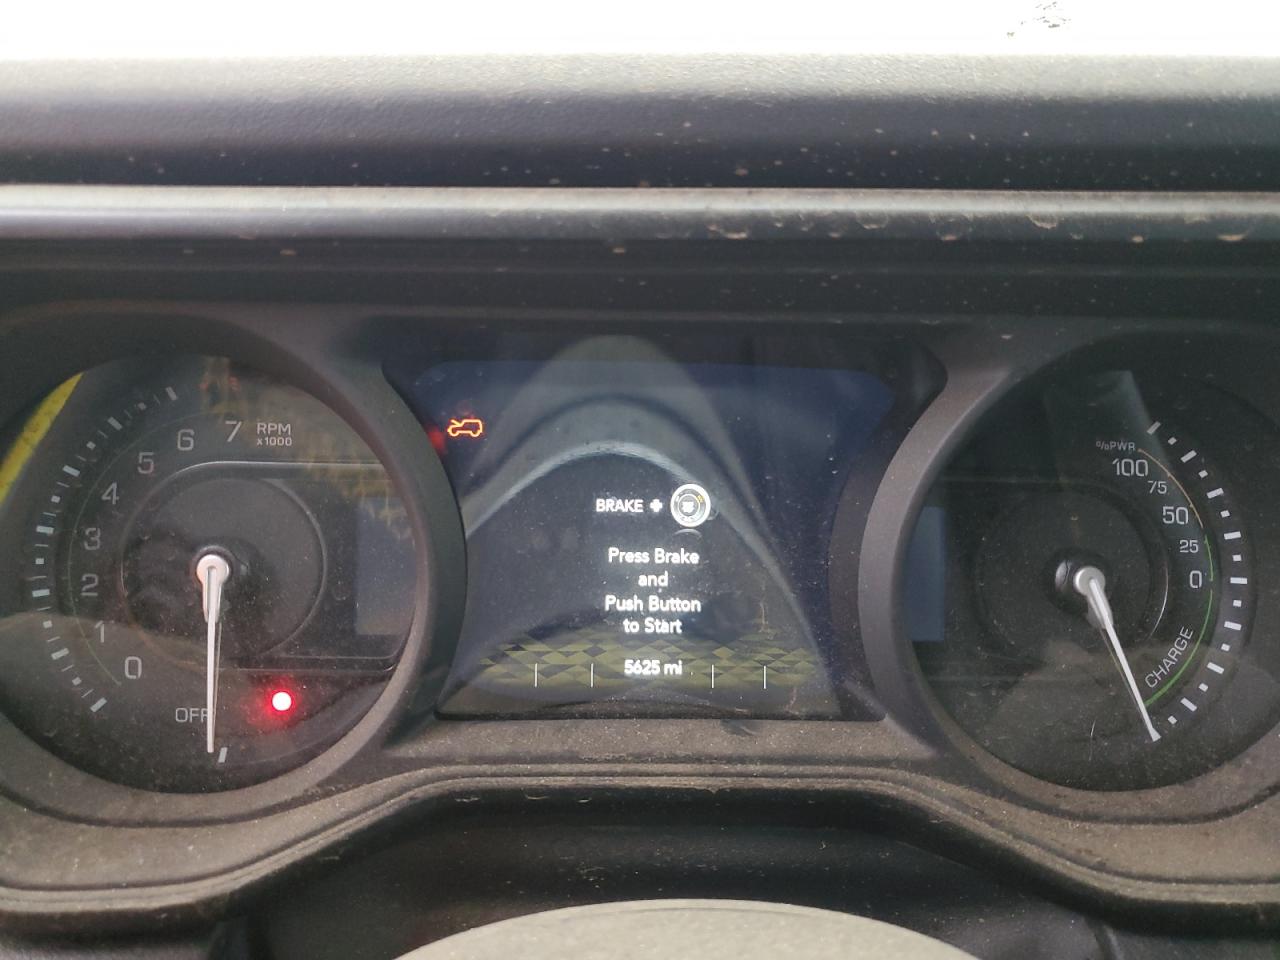 7 RPM
x1000
6
5
4
3
2
1
0
OFF
BRAKE +
Press Brake
and
Push Button
to Start
5625 mi
%PWR
100
75
50
25
0
CHARGE